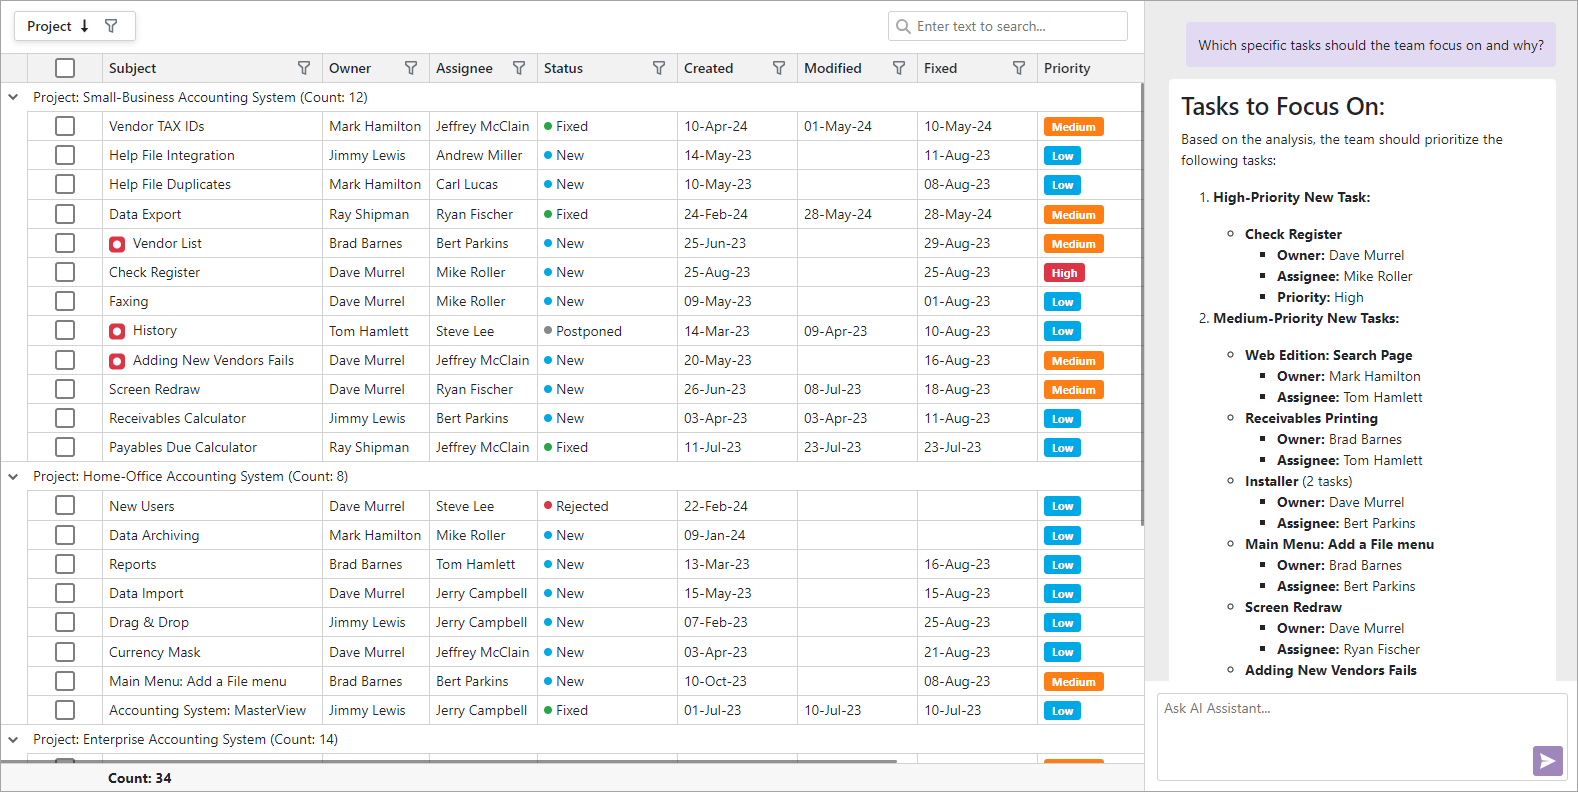 Project
Enter text to search...
Subject Owner Assignee Status Created Modified Fixed Priority
Project: Small-Business Accounting System (Count: 12)
Vendor TAX IDs Mark Hamilton Jeffrey McClain Fixed 10-Apr-24 01-May-24 10-May-24 Medium
Help File Integration Jimmy Lewis Andrew Miller New 14-May-23 11-Aug-23 Low
Help File Duplicates Mark Hamilton Carl Lucas New 10-May-23 08-Aug-23 Low
Data Export Ray Shipman Ryan Fischer Fixed 24-Feb-24 28-May-24 28-May-24 Medium
Vendor List Brad Barnes Bert Parkins New 25-Jun-23 29-Aug-23 Medium
Check Register Dave Murrel Mike Roller New 25-Aug-23 25-Aug-23 High
Faxing Dave Murrel Mike Roller New 09-May-23 01-Aug-23 Low
History Tom Hamlett Steve Lee Postponed 14-Mar-23 09-Apr-23 10-Aug-23 Low
Adding New Vendors Fails Dave Murrel Jeffrey McClain New 20-May-23 16-Aug-23 Medium
Screen Redraw Dave Murrel Ryan Fischer New 26-Jun-23 08-Jul-23 18-Aug-23 Medium
Receivables Calculator Jimmy Lewis Bert Parkins New 03-Apr-23 03-Apr-23 11-Aug-23 Low
Payables Due Calculator Ray Shipman Jeffrey McClain Fixed 11-Jul-23 23-Jul-23 23-Jul-23 Low
Project: Home-Office Accounting System (Count: 8)
New Users Dave Murrel Steve Lee Rejected 22-Feb-24 Low
Data Archiving Mark Hamilton Mike Roller New 09-Jan-24 Low
Reports Brad Barnes Tom Hamlett New 13-Mar-23 16-Aug-23 Low
Data Import Dave Murrel Jerry Campbell New 15-May-23 15-Aug-23 Low
Drag & Drop Jimmy Lewis Jerry Campbell New 07-Feb-23 25-Aug-23 Low
Currency Mask Dave Murrel Jeffrey McClain New 03-Apr-23 21-Aug-23 Low
Main Menu: Add a File menu Brad Barnes Bert Parkins New 10-Oct-23 08-Aug-23 Medium
Accounting System: MasterView Jimmy Lewis Jerry Campbell Fixed 01-Jul-23 10-Jul-23 10-Jul-23 Low
Project: Enterprise Accounting System (Count: 14)
Count: 34
Which specific tasks should the team focus on and why?
Tasks to Focus On:
Based on the analysis, the team should prioritize the
following tasks:
1. High-Priority New Task:
Check Register
Owner: Dave Murrel
Assignee: Mike Roller
Priority: High
2. Medium-Priority New Tasks:
Web Edition: Search Page
Owner: Mark Hamilton
Assignee: Tom Hamlett
Receivables Printing
Owner: Brad Barnes
Assignee: Tom Hamlett
Installer (2 tasks)
Owner: Dave Murrel
Assignee: Bert Parkins
Main Menu: Add a File menu
Owner: Brad Barnes
Assignee: Bert Parkins
Screen Redraw
Owner: Dave Murrel
Assignee: Ryan Fischer
Adding New Vendors Fails
Ask AI Assistant...